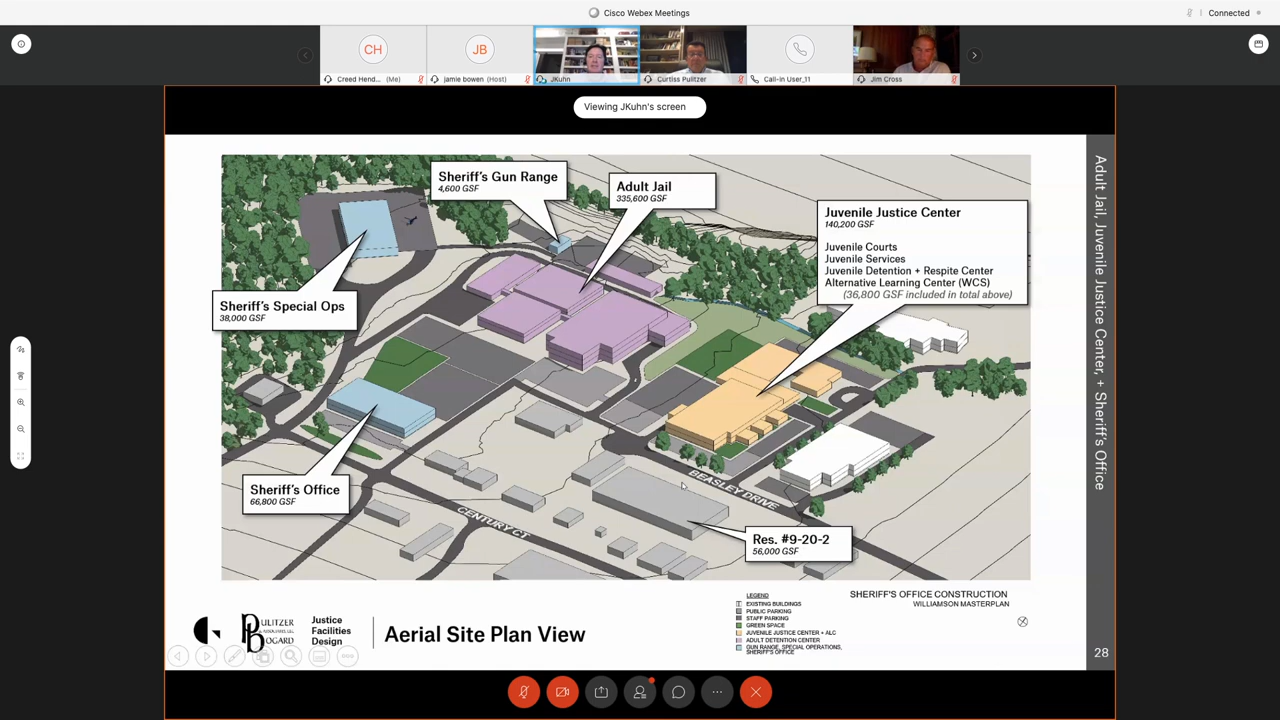 Cisco Webex Meetings
Connected
CH
JB
Creed Hend... (Me)
jamie bowen (Host)
JKuhn
Curtiss Pulitzer
Call-in User_11
Jim Cross
Viewing JKuhn's screen
Sheriff's Gun Range
4,600 GSF
Adult Jail
335,600 GSF
Juvenile Justice Center
140,200 GSF
Juvenile Courts
Juvenile Services
Juvenile Detention + Respite Center
Alternative Learning Center (WCS)
(36,800 GSF included in total above)
Sheriff's Special Ops
38,000 GSF
Sheriff's Office
66,800 GSF
BEASLEY DRIVE
CENTURY CT
Res. #9-20-2
56,000 GSF
Adult Jail, Juvenile Justice Center, + Sheriff's Office
28
LEGEND
EXISTING BUILDINGS
PUBLIC PARKING
STAFF PARKING
GREEN SPACE
JUVENILE JUSTICE CENTER + ALC
ADULT DETENTION CENTER
GUN RANGE, SPECIAL OPERATIONS,
SHERIFF'S OFFICE
SHERIFF'S OFFICE CONSTRUCTION
WILLIAMSON MASTERPLAN
PULITZER
BOGARD
Justice
Facilities
Design
Aerial Site Plan View